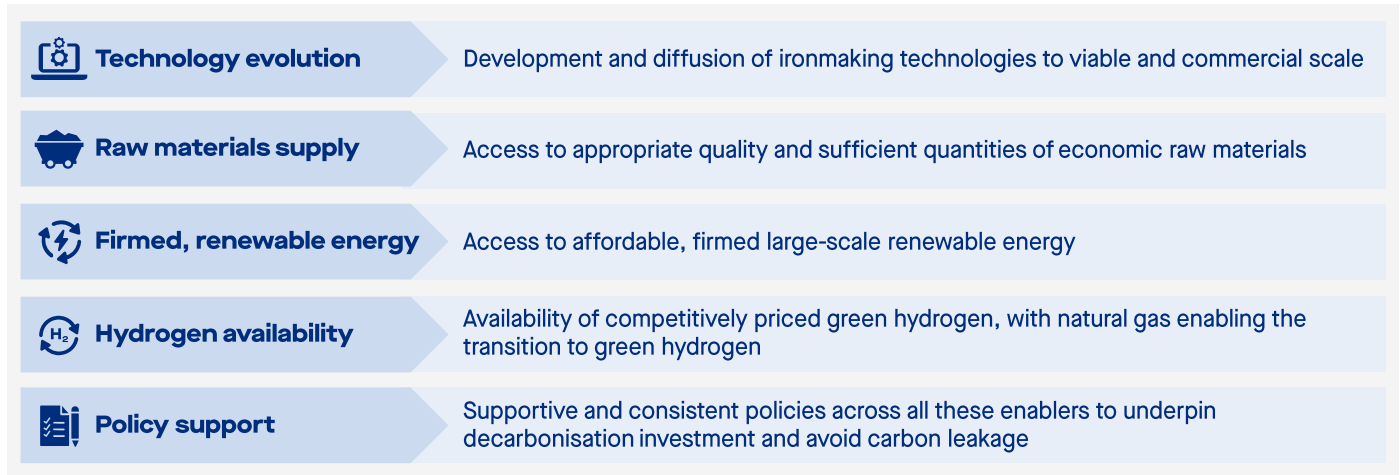 Technology evolution
Development and diffusion of ironmaking technologies to viable and commercial scale
Raw materials supply
Access to appropriate quality and sufficient quantities of economic raw materials
Firmed, renewable energy
Access to affordable, firmed large-scale renewable energy
H₂
Hydrogen availability
Availability of competitively priced green hydrogen, with natural gas enabling the
transition to green hydrogen
Policy support
Supportive and consistent policies across all these enablers to underpin
decarbonisation investment and avoid carbon leakage